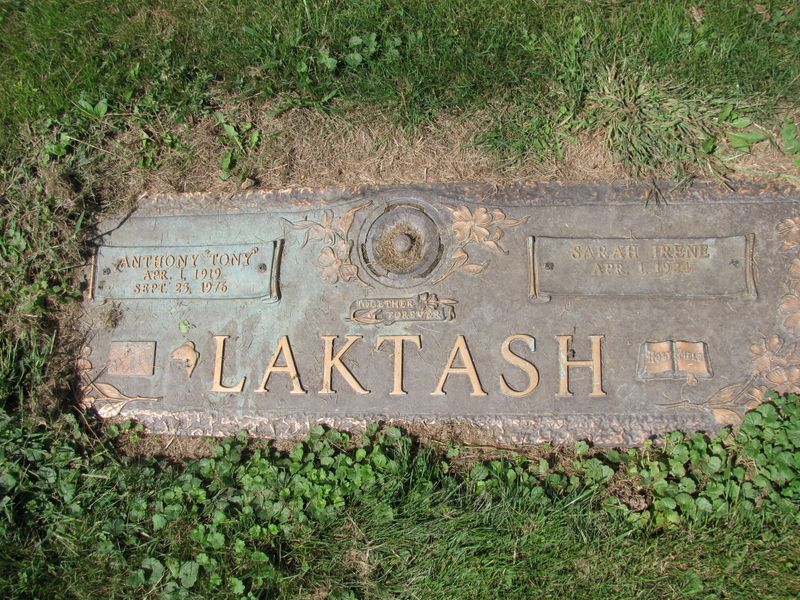 ANTHONY "TONY"
APR. 1, 1919
SEPT. 23, 1976
SARAH IRENE
APR. 1, 1924
TOGETHER
FOREVER
LAKTASH
HOLY BIBLE